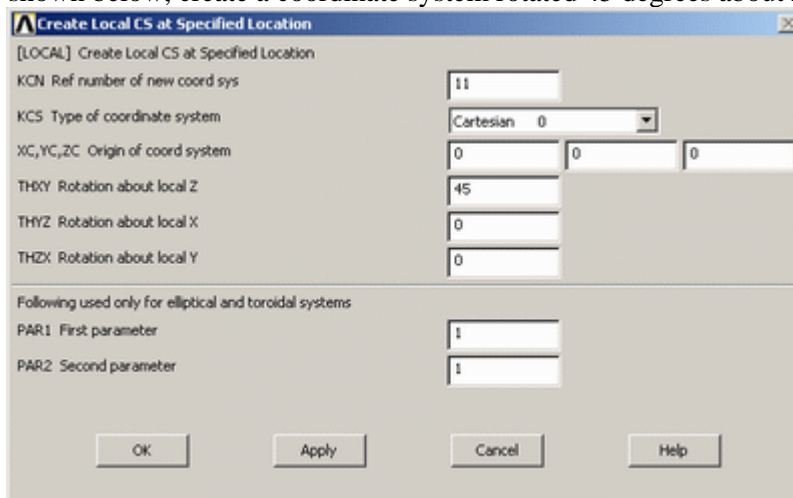 shown below, create a coordinate system rotated 45 degrees about
Create Local CS at Specified Location
[LOCAL] Create Local CS at Specified Location
KCN Ref number of new coord sys 11
KCS Type of coordinate system Cartesian 0
XC,YC,ZC Origin of coord system 0 0 0
THXY Rotation about local Z 45
THYZ Rotation about local X 0
THZX Rotation about local Y 0
Following used only for elliptical and toroidal systems
PAR1 First parameter 1
PAR2 Second parameter 1
OK Apply Cancel Help